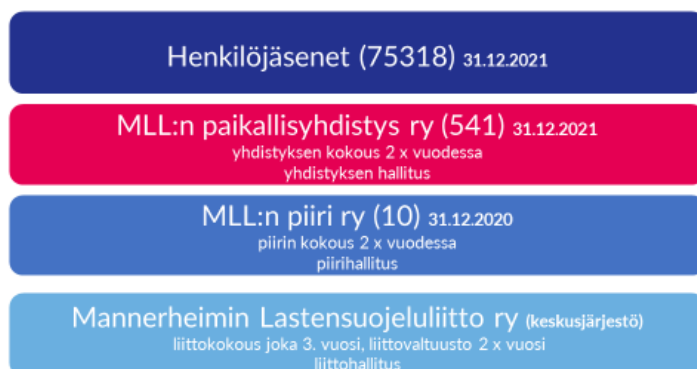 Henkilöjäsenet (75318) 31.12.2021
MLL:n paikallisyhdistys ry (541) 31.12.2021
yhdistyksen kokous 2 x vuodessa
yhdistyksen hallitus
MLL:n piiri ry (10) 31.12.2020
piirin kokous 2 x vuodessa
piirihallitus
Mannerheimin Lastensuojeluliitto ry (keskusjärjestö)
liittokokous joka 3. vuosi, liittovaltuusto 2 x vuosi
liittohallitus